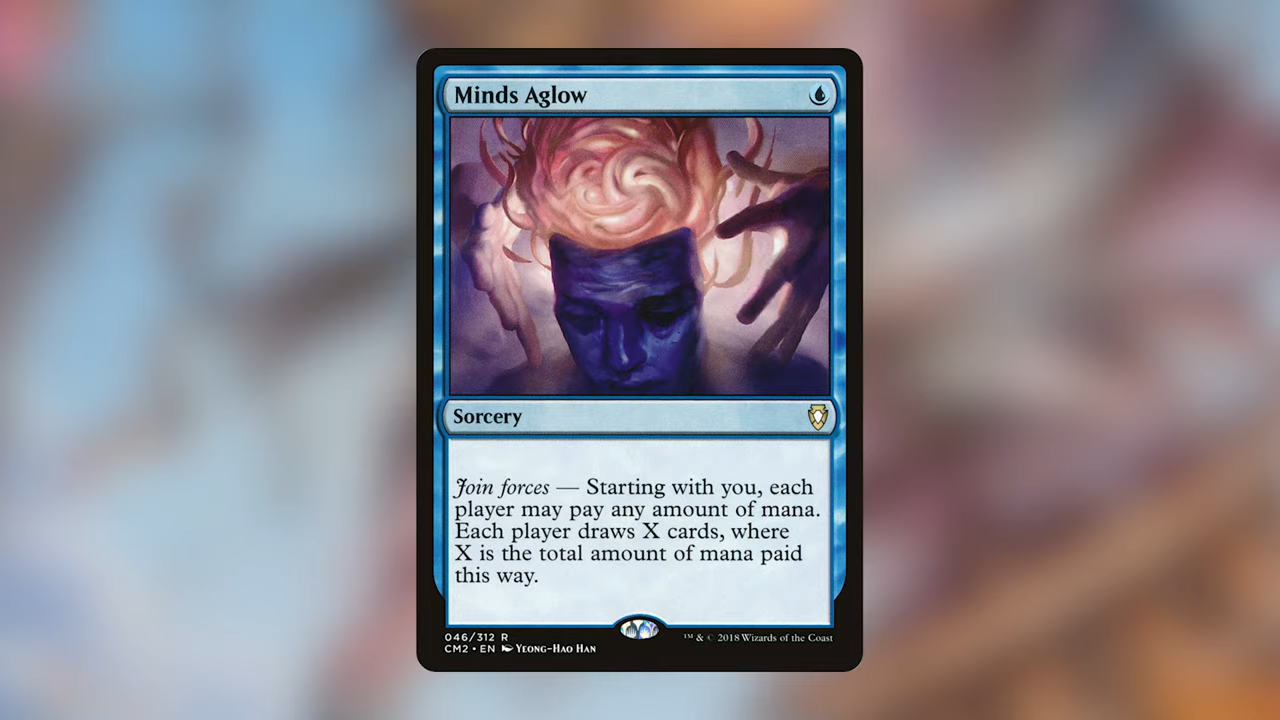 Minds Aglow
Sorcery
Join forces — Starting with you, each
player may pay any amount of mana.
Each player draws X cards, where
X is the total amount of mana paid
this way.
046/312 R
CM2 • EN Yeong-Hao Han
™ & © 2018 Wizards of the Coast